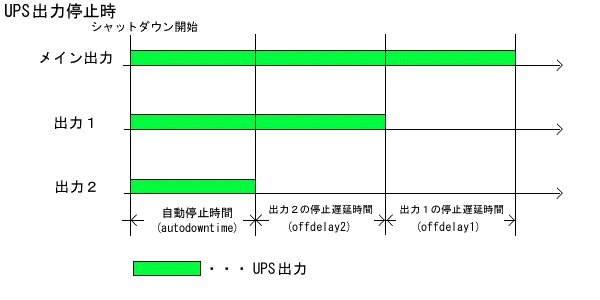 UPS出力停止時
シャットダウン開始
メイン出力
出力１
出力２
自動停止時間
(autodowntime)
出力２の停止遅延時間
(offdelay2)
出力１の停止遅延時間
(offdelay1)
・・・UPS出力